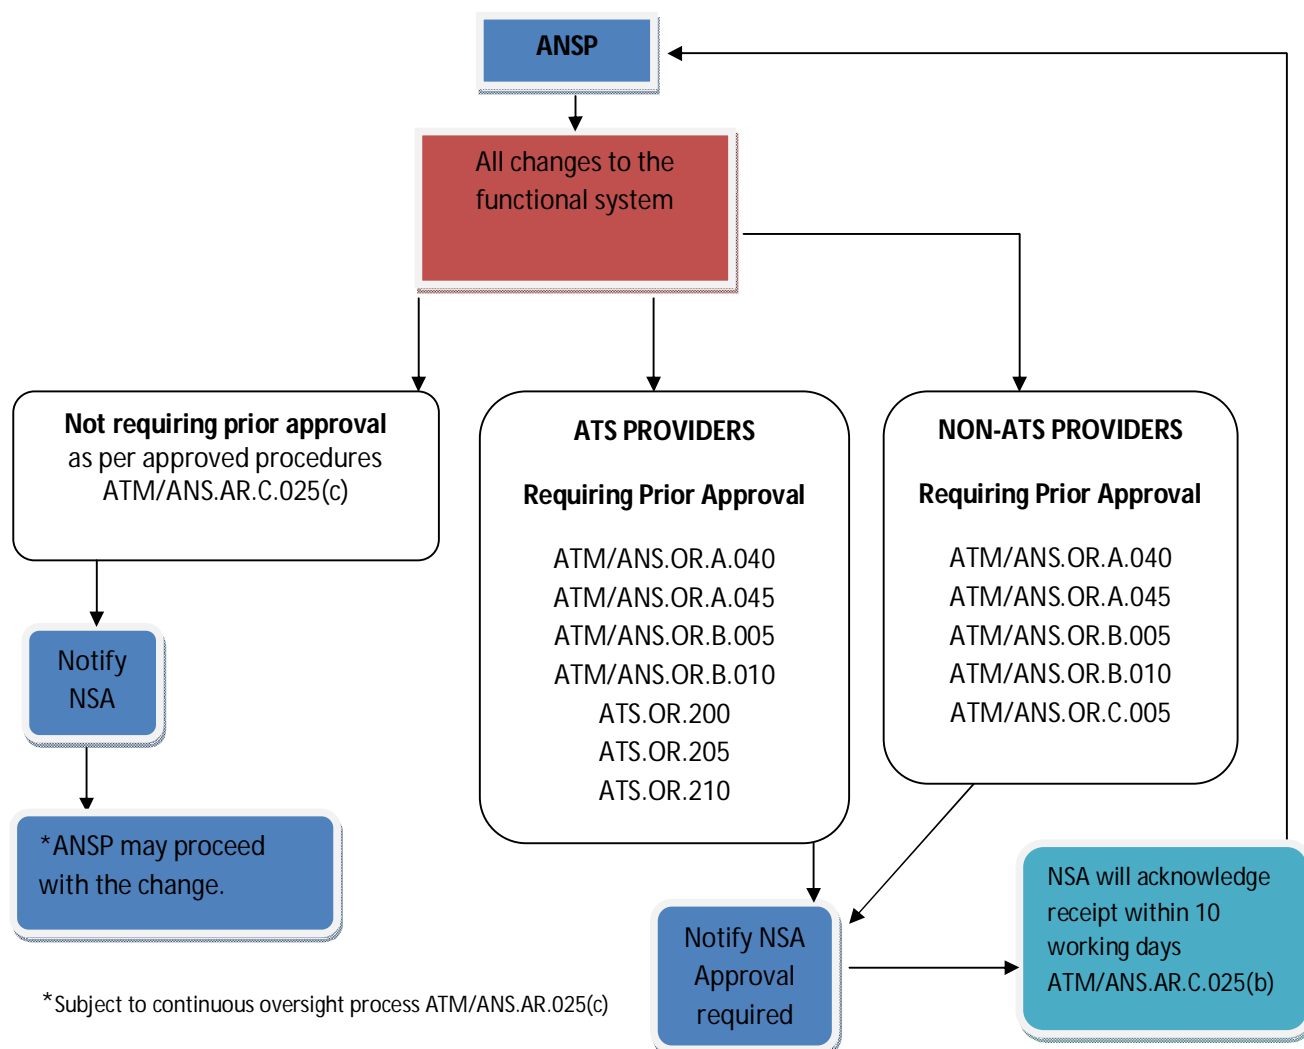 ANSP
All changes to the
functional system
Not requiring prior approval
as per approved procedures
ATM/ANS.AR.C.025(c)
ATS PROVIDERS
Requiring Prior Approval
ATM/ANS.OR.A.040
ATM/ANS.OR.A.045
ATM/ANS.OR.B.005
ATM/ANS.OR.B.010
ATS.OR.200
ATS.OR.205
ATS.OR.210
NON-ATS PROVIDERS
Requiring Prior Approval
ATM/ANS.OR.A.040
ATM/ANS.OR.A.045
ATM/ANS.OR.B.005
ATM/ANS.OR.B.010
ATM/ANS.OR.C.005
Notify
NSA
*ANSP may proceed
with the change.
Notify NSA
Approval
required
NSA will acknowledge
receipt within 10
working days
ATM/ANS.AR.C.025(b)
*Subject to continuous oversight process ATM/ANS.AR.025(c)